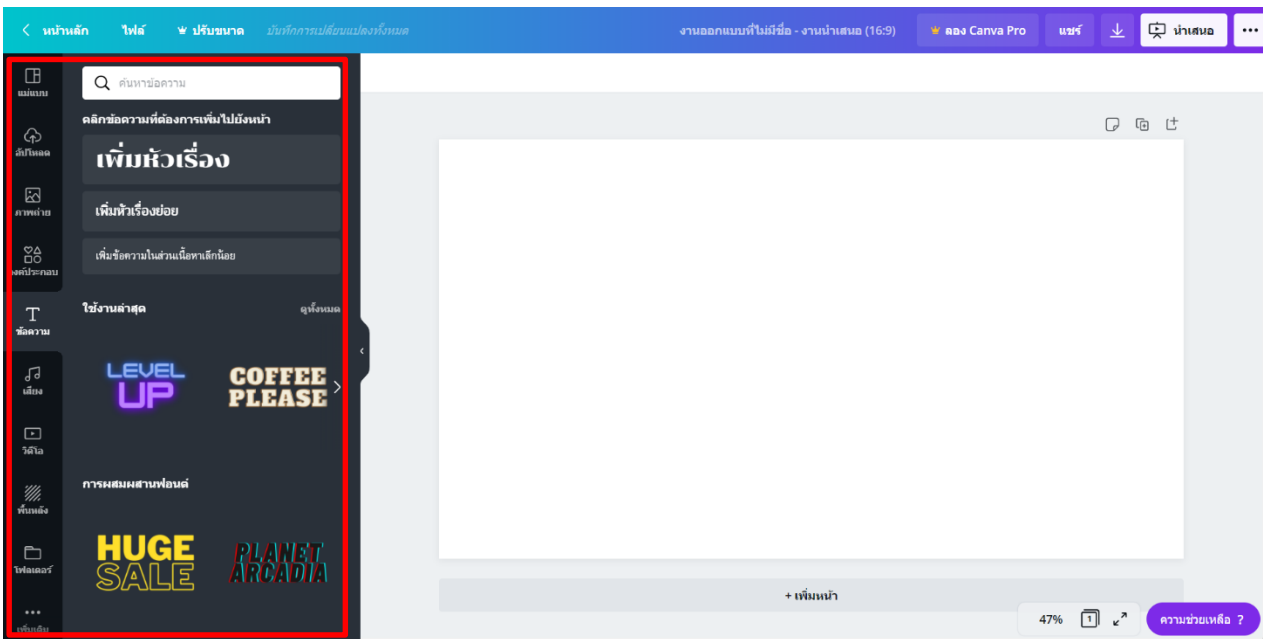 หน้าหลัก ไฟล์ ปรับขนาด บันทึกการเปลี่ยนแปลงทั้งหมด งานออกแบบที่ไม่มีชื่อ - งานนำเสนอ (16:9) ลอง Canva Pro แชร์ นำเสนอ
แม่แบบ
อัปโหลด
ภาพถ่าย
งค์ประกอบ
ข้อความ
เสียง
วิดีโอ
พื้นหลัง
โฟลเดอร์
เพิ่มเติม
ค้นหาข้อความ
คลิกข้อความที่ต้องการเพิ่มไปยังหน้า
เพิ่มหัวเรื่อง
เพิ่มหัวเรื่องย่อย
เพิ่มข้อความในส่วนเนื้อหาเล็กน้อย
ใช้งานล่าสุด ดูทั้งหมด
LEVEL
UP
COFFEE
PLEASE
การผสมผสานฟอนต์
HUGE
SALE
PLANET
ARCADIA
+ เพิ่มหน้า
47% 1 ความช่วยเหลือ ?